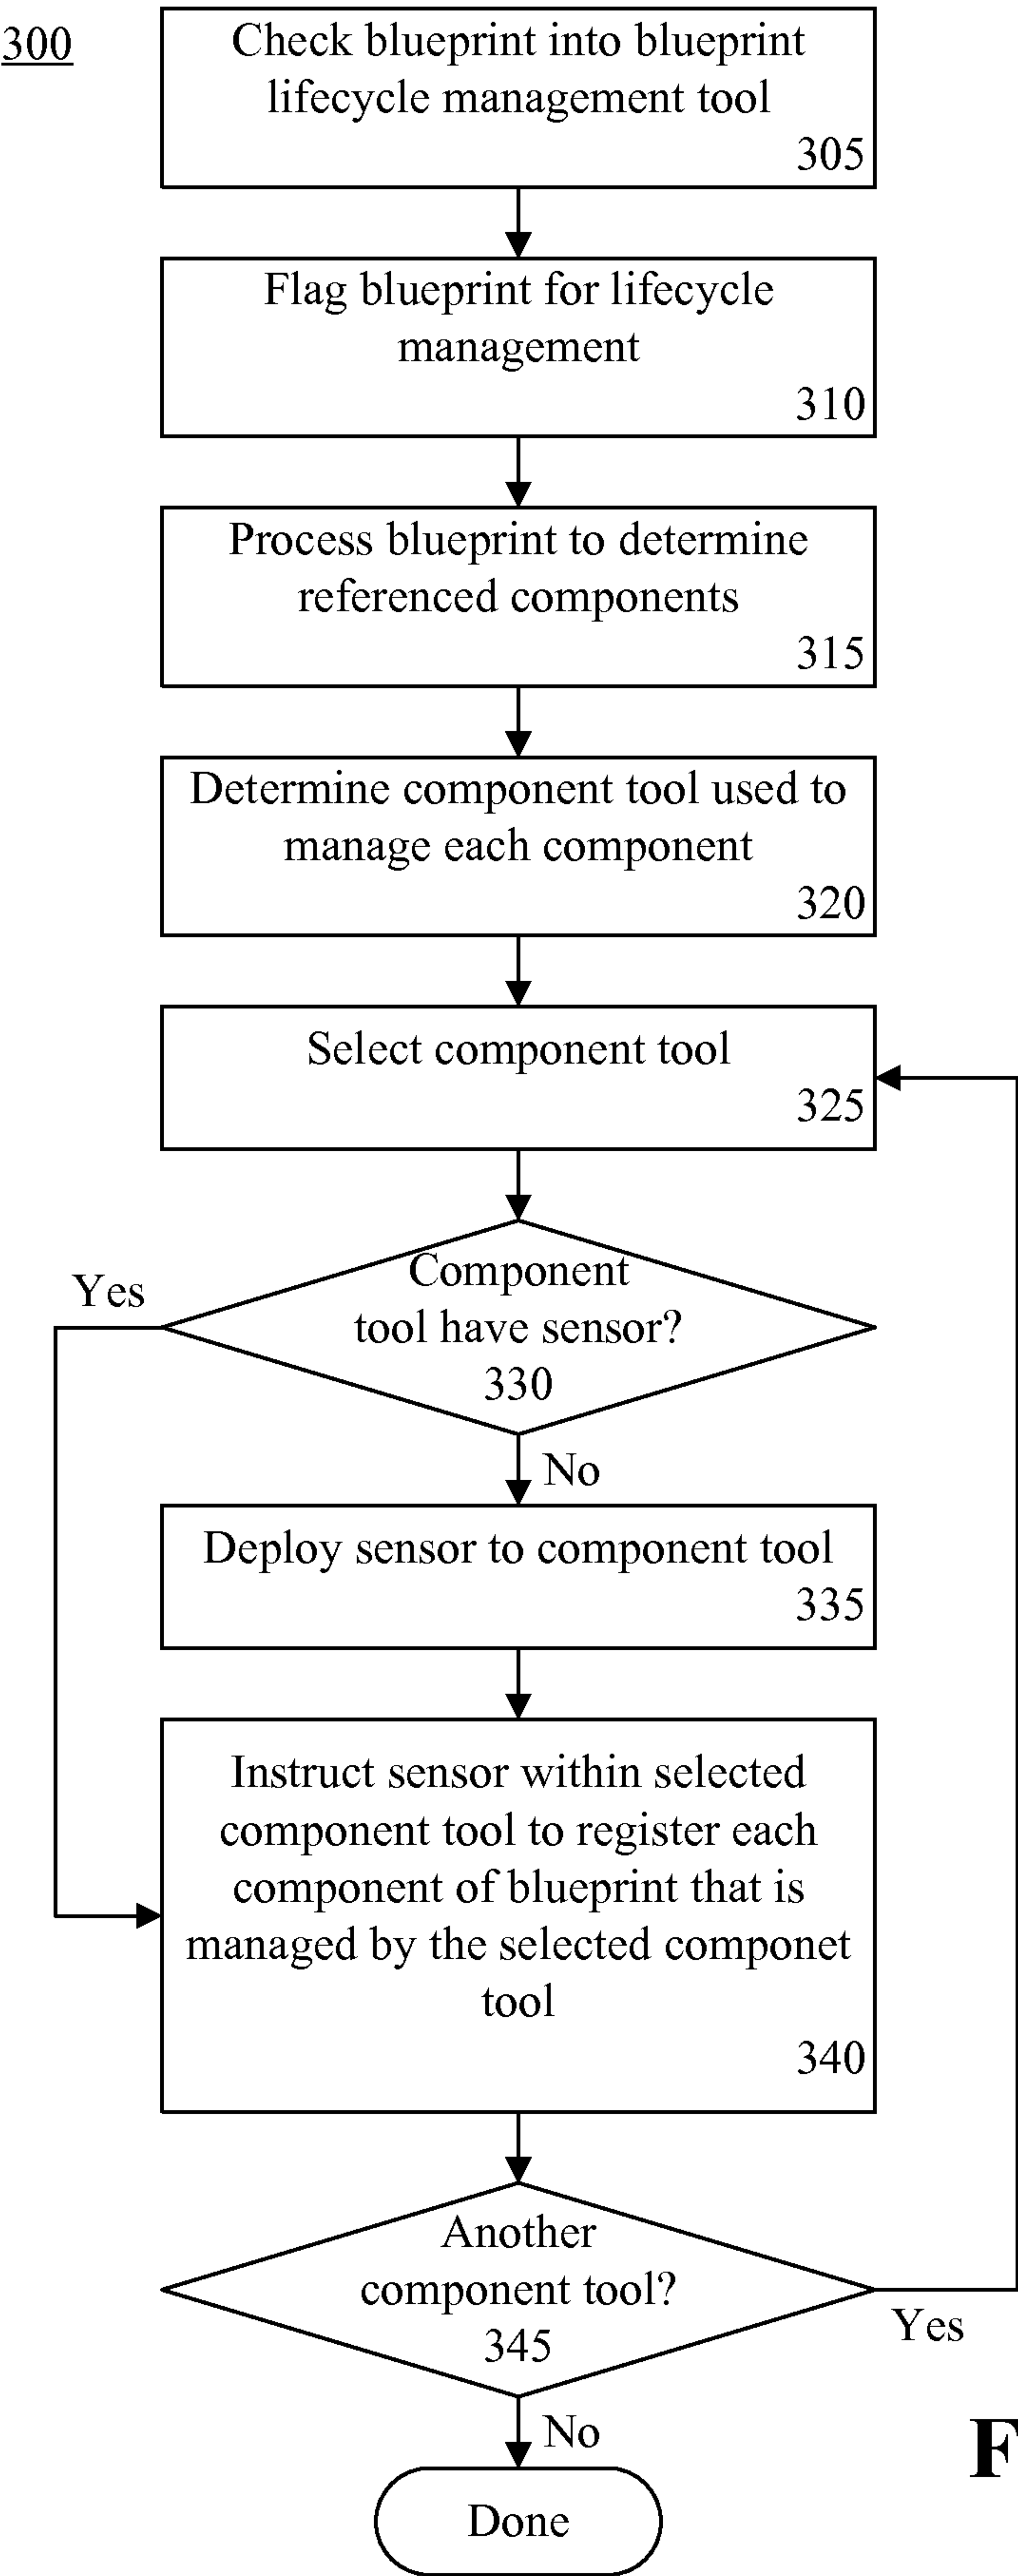 300
Check blueprint into blueprint
lifecycle management tool
305
Flag blueprint for lifecycle
management
310
Process blueprint to determine
referenced components
315
Determine component tool used to
manage each component
320
Select component tool
325
Component
tool have sensor?
330
Yes
No
Deploy sensor to component tool
335
Instruct sensor within selected
component tool to register each
component of blueprint that is
managed by the selected componet
tool
340
Another
component tool?
345
Yes
No
F
Done